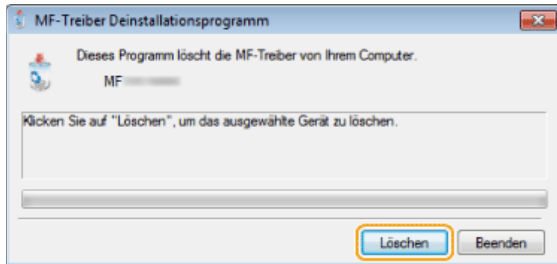 MF-Treiber Deinstallationsprogramm
Dieses Programm löscht die MF-Treiber von Ihrem Computer.
MF
Klicken Sie auf "Löschen", um das ausgewählte Gerät zu löschen.
Löschen
Beenden